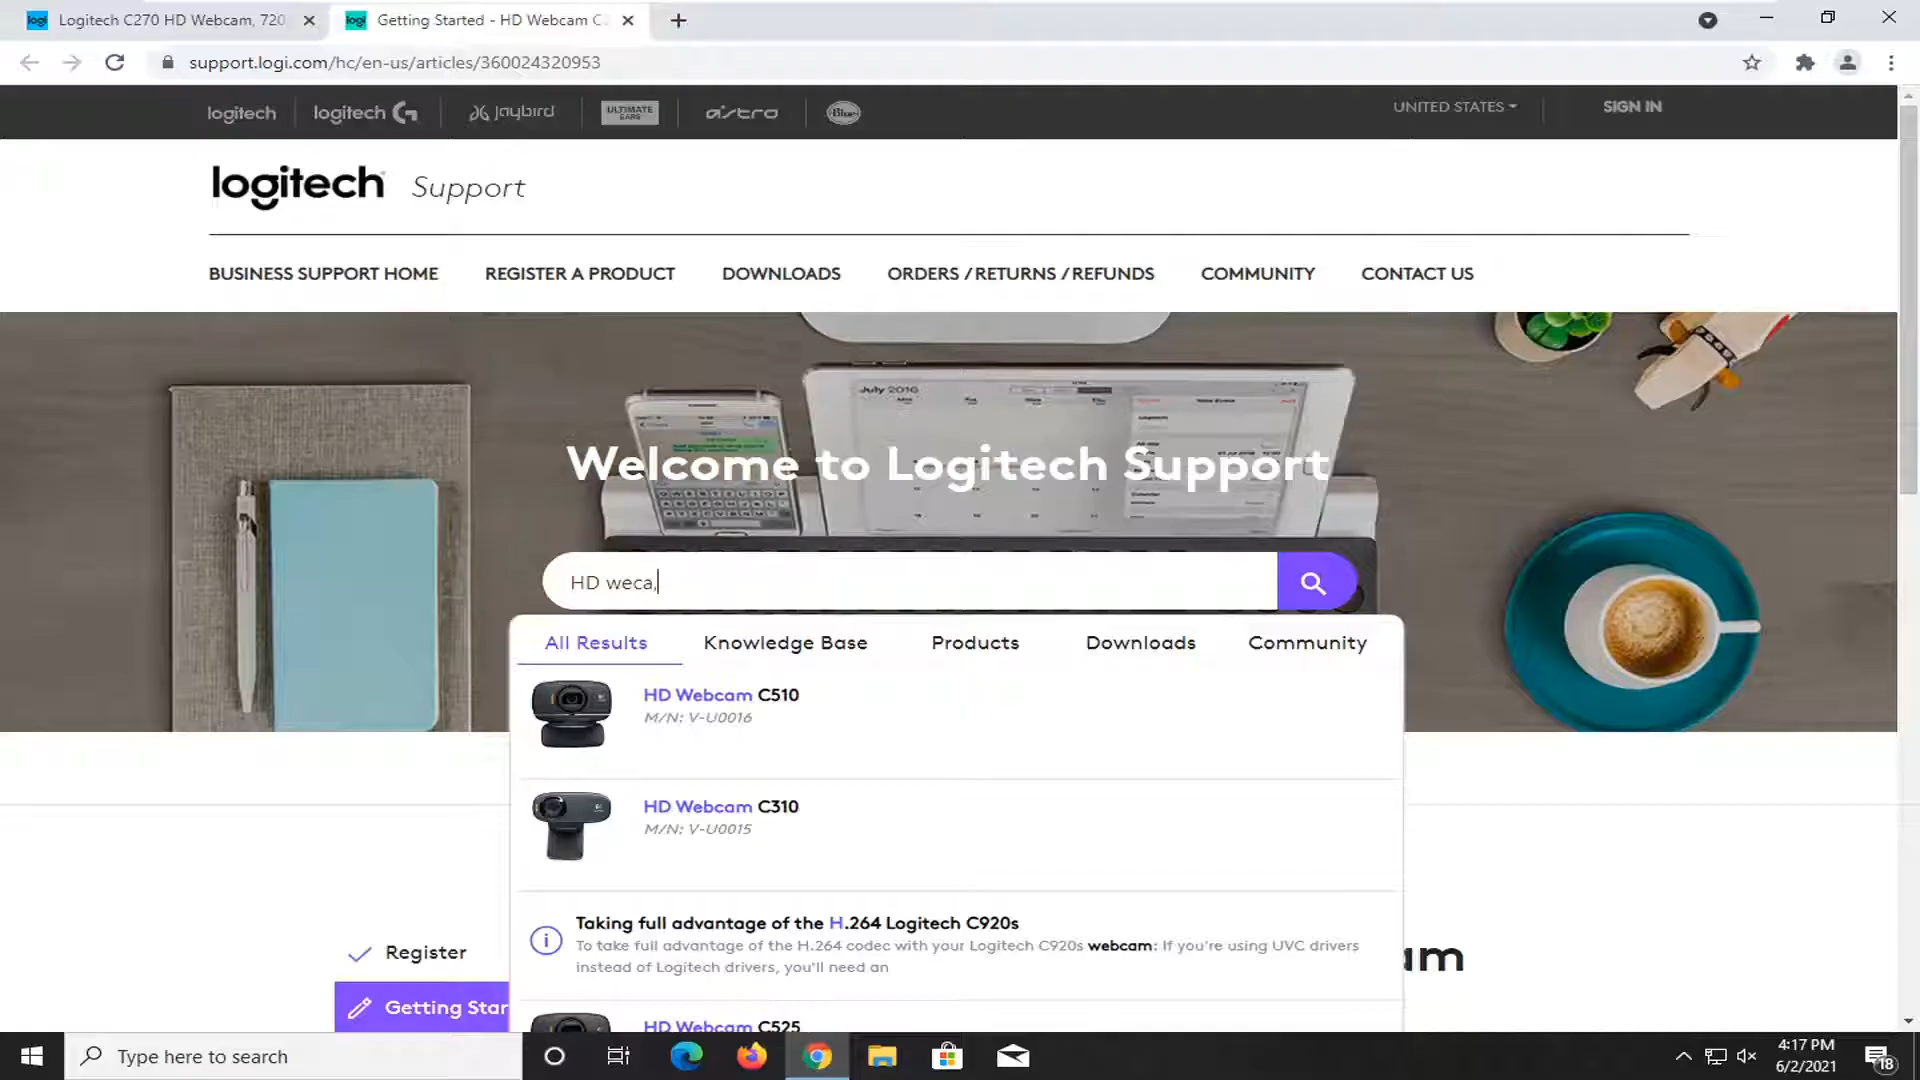 Logitech C270 HD Webcam, 720
Getting Started - HD Webcam C
support.logi.com/hc/en-us/articles/360024320953
logitech
logitech G
Jaybird
ULTIMATE EARS
ASTRO
Blue
UNITED STATES
SIGN IN
logitech Support
BUSINESS SUPPORT HOME
REGISTER A PRODUCT
DOWNLOADS
ORDERS / RETURNS / REFUNDS
COMMUNITY
CONTACT US
July 2016
Welcome to Logitech Support
HD weca,
All Results
Knowledge Base
Products
Downloads
Community
HD Webcam C510
M/N: V-U0016
HD Webcam C310
M/N: V-U0015
Taking full advantage of the H.264 Logitech C920s
To take full advantage of the H.264 codec with your Logitech C920s webcam: If you're using UVC drivers
instead of Logitech drivers, you'll need an
HD Webcam C525
Register
Getting Star
am
Type here to search
4:17 PM
6/2/2021
18